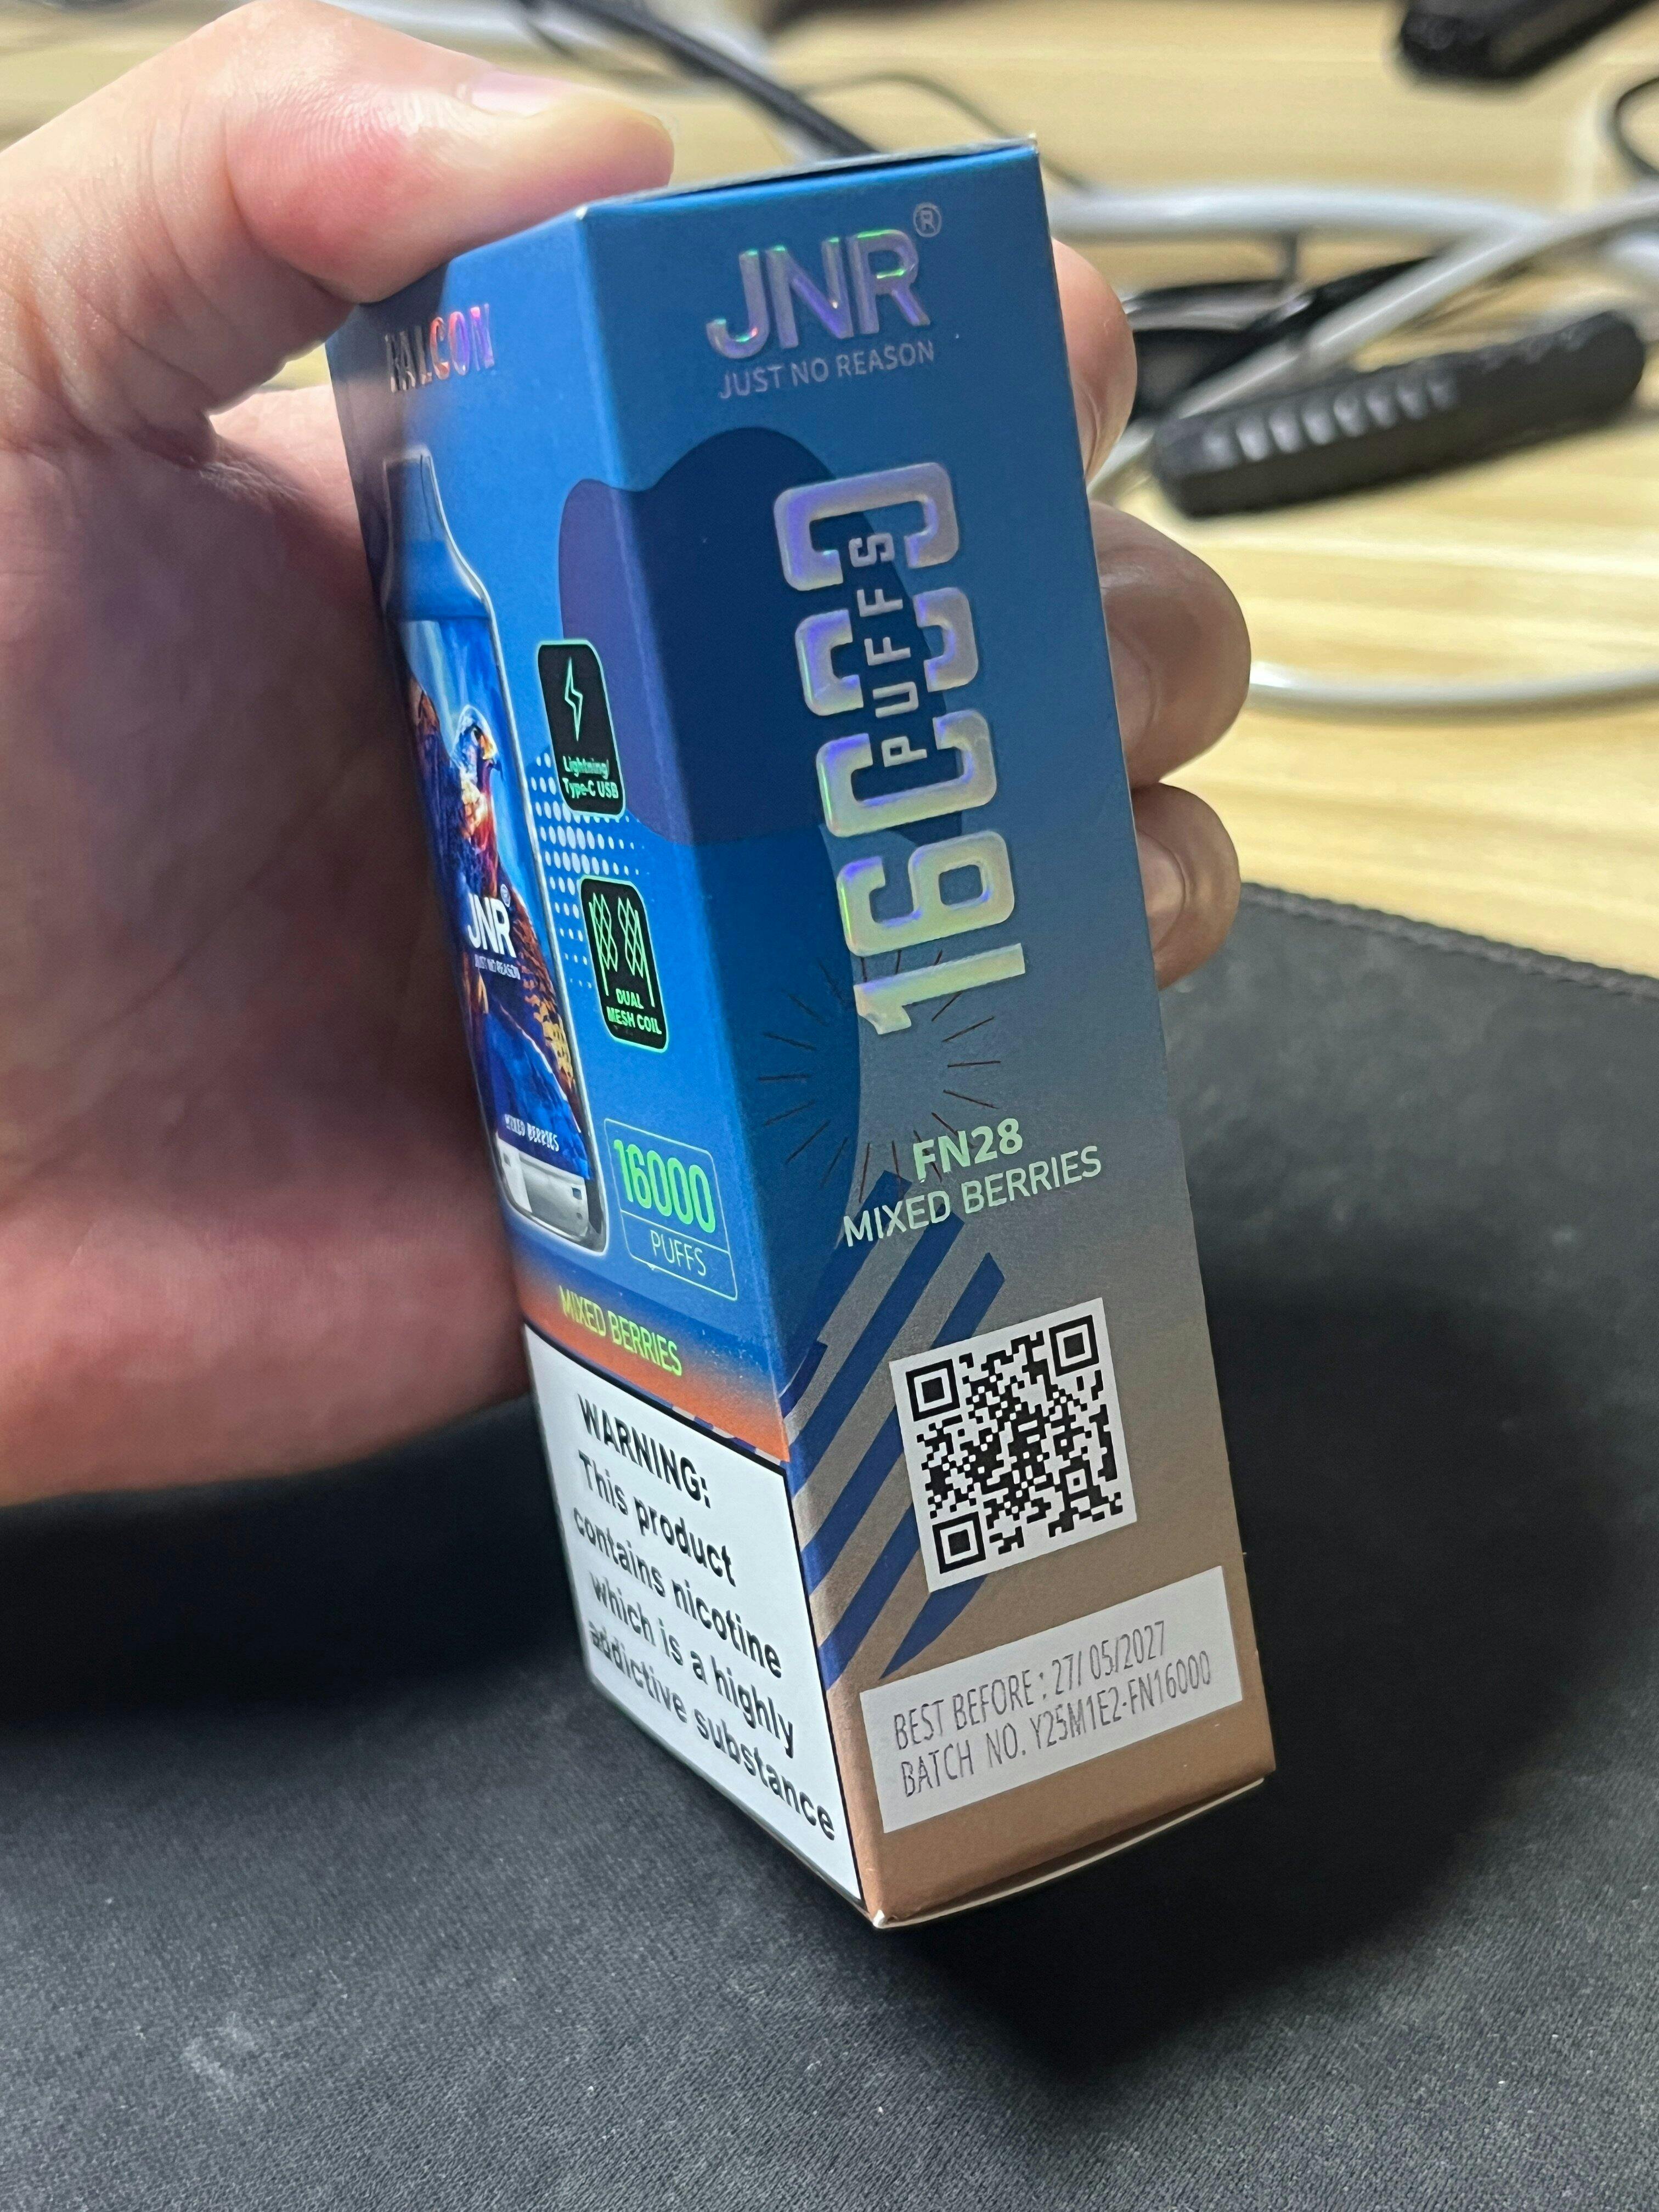 FALCON
Lightning/
Type-C USB
DUAL
MESH COIL
JNR®
JUST NO REASON
MIXED BERRIES
16000
PUFFS
MIXED BERRIES
WARNING:
This product
contains nicotine
which is a highly
addictive substance
JNR®
JUST NO REASON
16000
PUFFS
FN28
MIXED BERRIES
BEST BEFORE : 27/ 05/2027
BATCH NO. Y25M1E2-FN16000